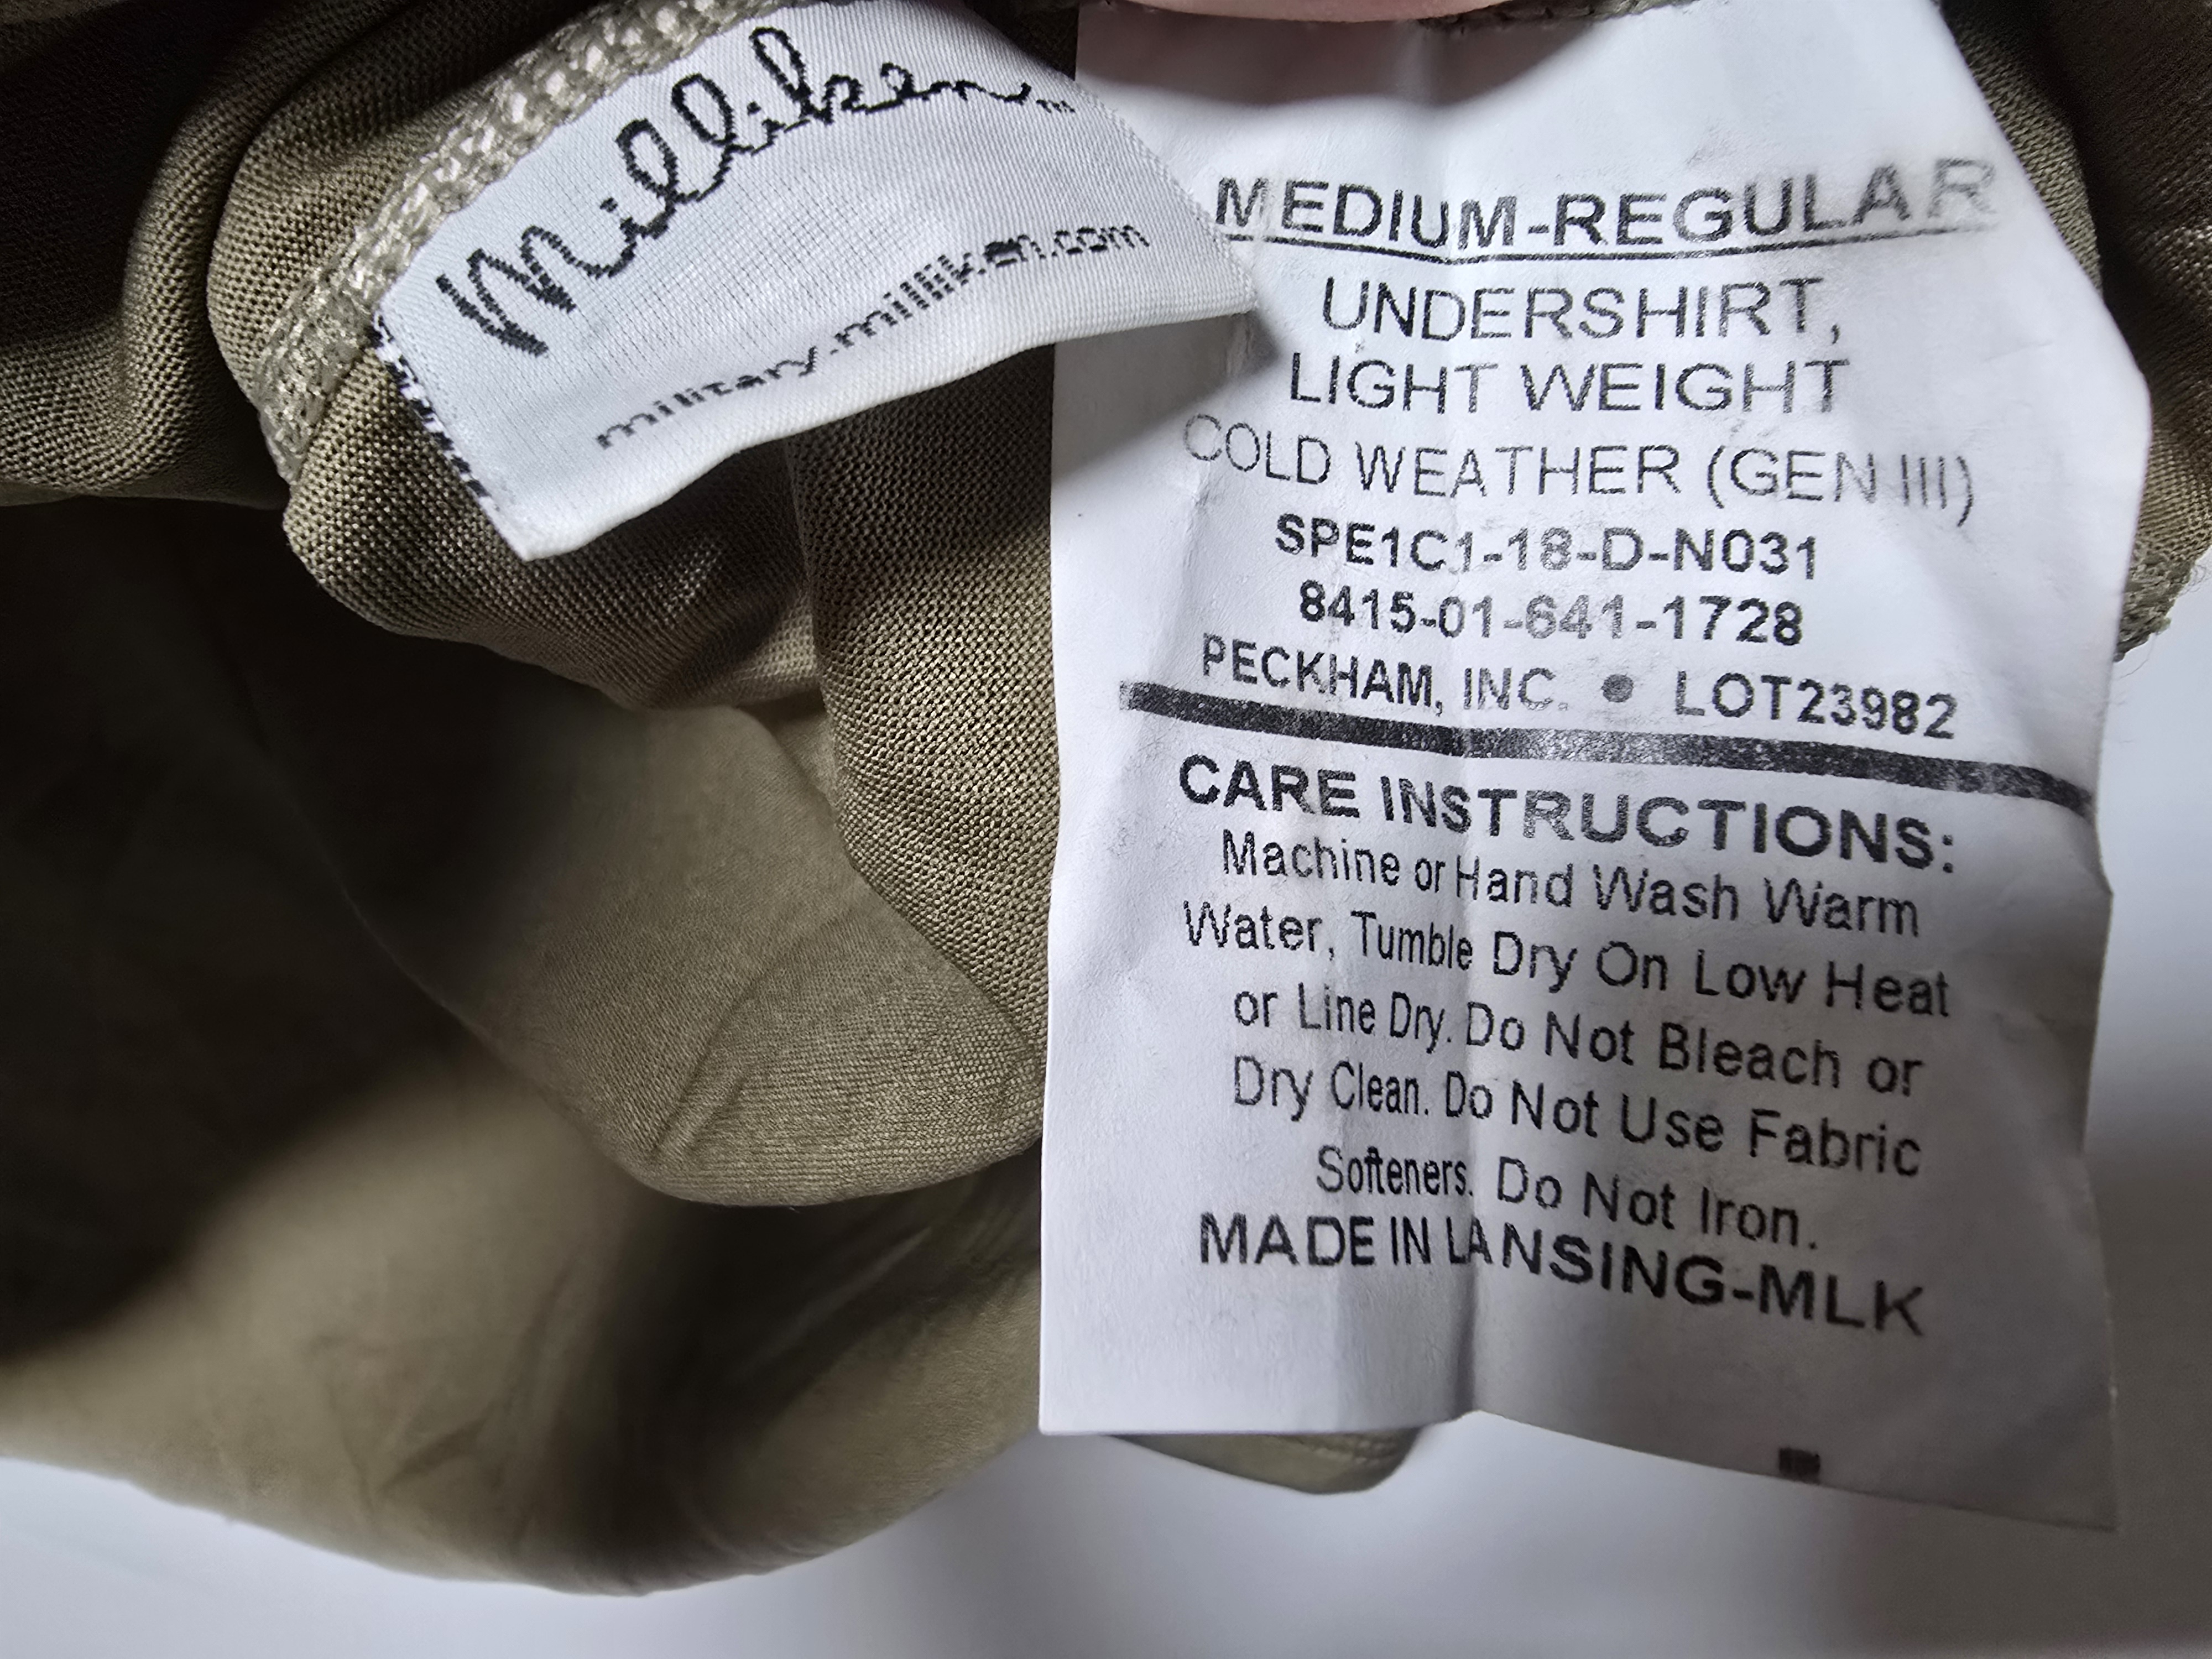 Milliken™
military.milliken.com
MEDIUM-REGULAR
UNDERSHIRT,
LIGHT WEIGHT
COLD WEATHER (GEN III)
SPE1C1-18-D-N031
8415-01-641-1728
PECKHAM, INC. • LOT23982
CARE INSTRUCTIONS:
Machine or Hand Wash Warm
Water, Tumble Dry On Low Heat
or Line Dry. Do Not Bleach or
Dry Clean. Do Not Use Fabric
Softeners. Do Not Iron.
MADE IN LANSING-MLK